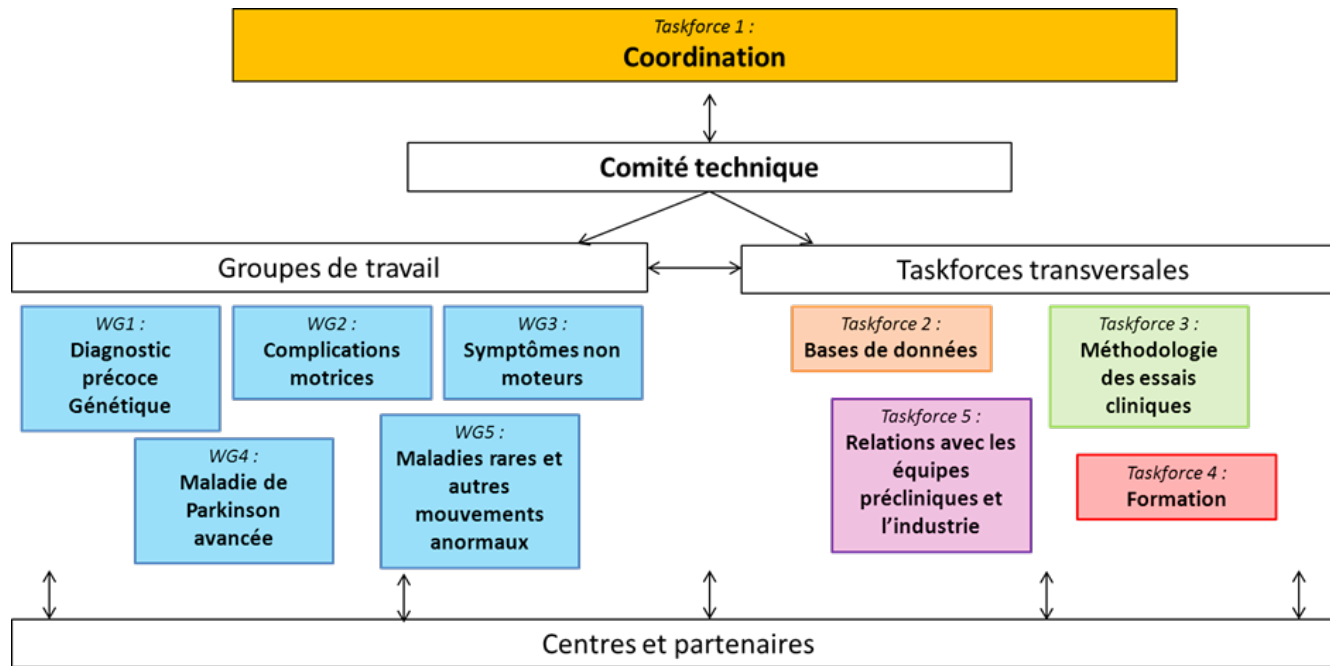 Taskforce 1 :
Coordination
Comité technique
Groupes de travail
Taskforces transversales
WG1 :
Diagnostic
précoce
Génétique
WG2 :
Complications
motrices
WG3 :
Symptômes non
moteurs
WG4 :
Maladie de
Parkinson
avancée
WG5 :
Maladies rares et
autres
mouvements
anormaux
Taskforce 2 :
Bases de données
Taskforce 3 :
Méthodologie
des essais
cliniques
Taskforce 5 :
Relations avec les
équipes
précliniques et
l’industrie
Taskforce 4 :
Formation
Centres et partenaires